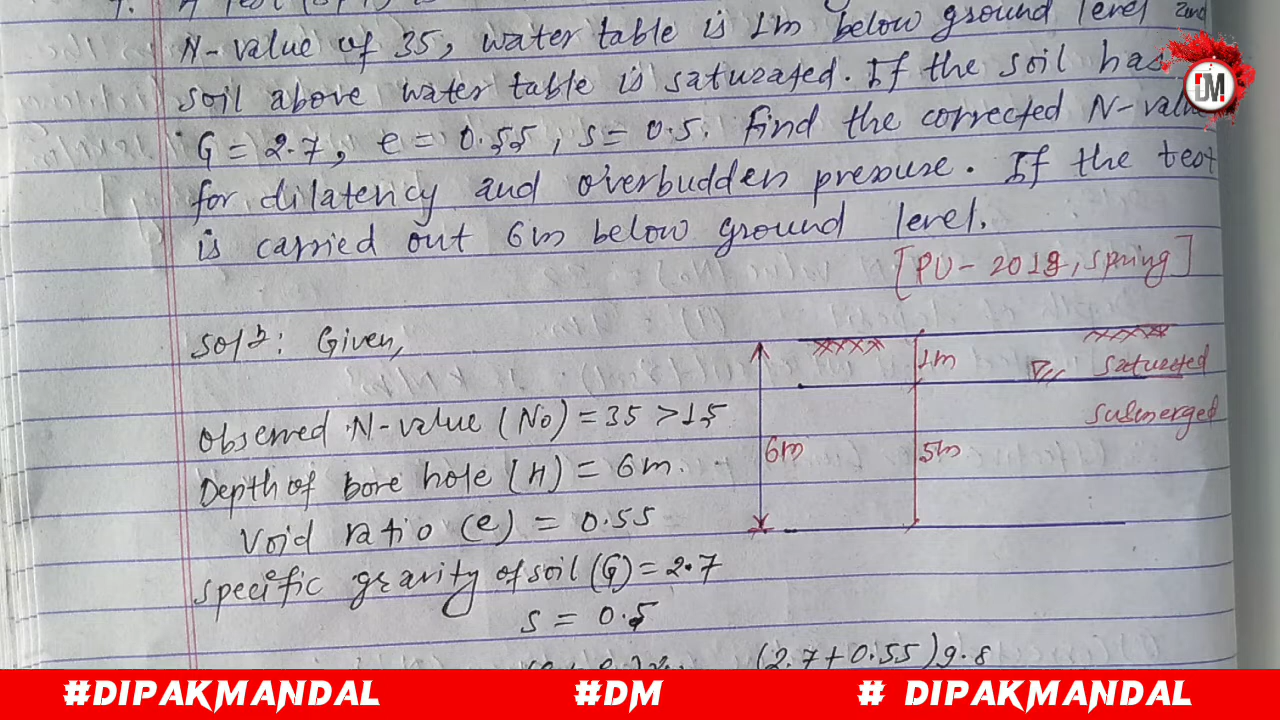 N-value of 35, water table is 1m below ground level and
soil above water table is saturated. If the soil has
G = 2.7, e = 0.55, s = 0.5. Find the corrected N-value
for dilatency and overbudden pressure. If the test
is carried out 6m below ground level.
[PU - 2018, spring]
Soln: Given,
1m
saturated
submerged
Observed N-value (No) = 35 > 15
6m
5m
Depth of bore hole (H) = 6m.
Void ratio (e) = 0.55
specific gravity of soil (G) = 2.7
s = 0.5
(2.7+0.55)9.8
DM
#DIPAKMANDAL #DM # DIPAKMANDAL